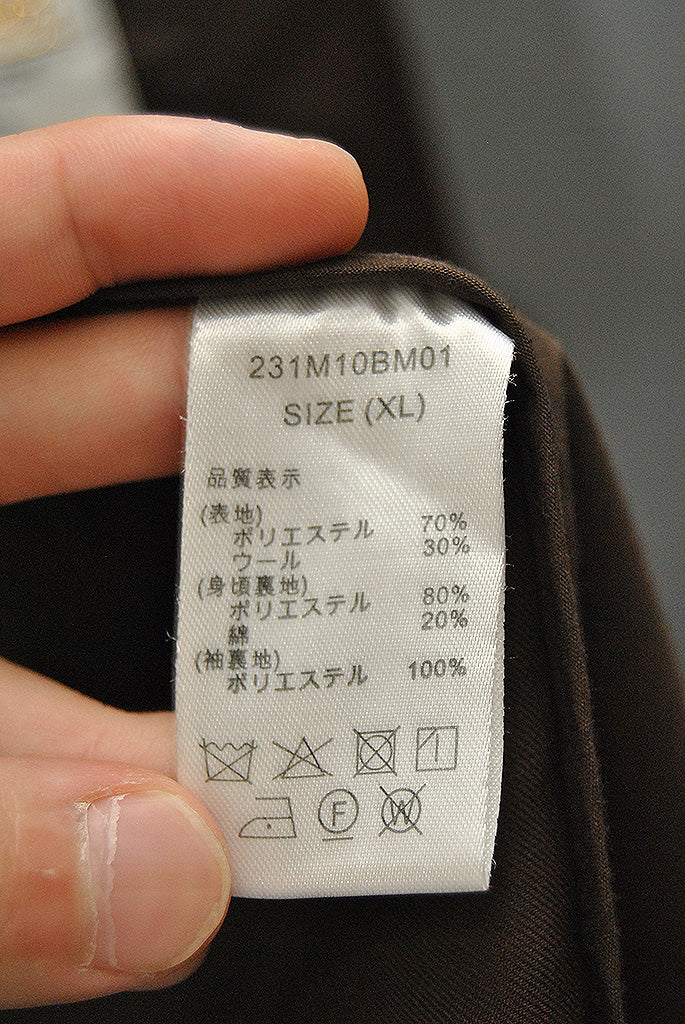 231M10BM01
SIZE (XL)
品質表示
(表地)
ポリエステル 70%
ウール 30%
(身頃裏地)
ポリエステル 80%
綿 20%
(袖裏地)
ポリエステル 100%
F W